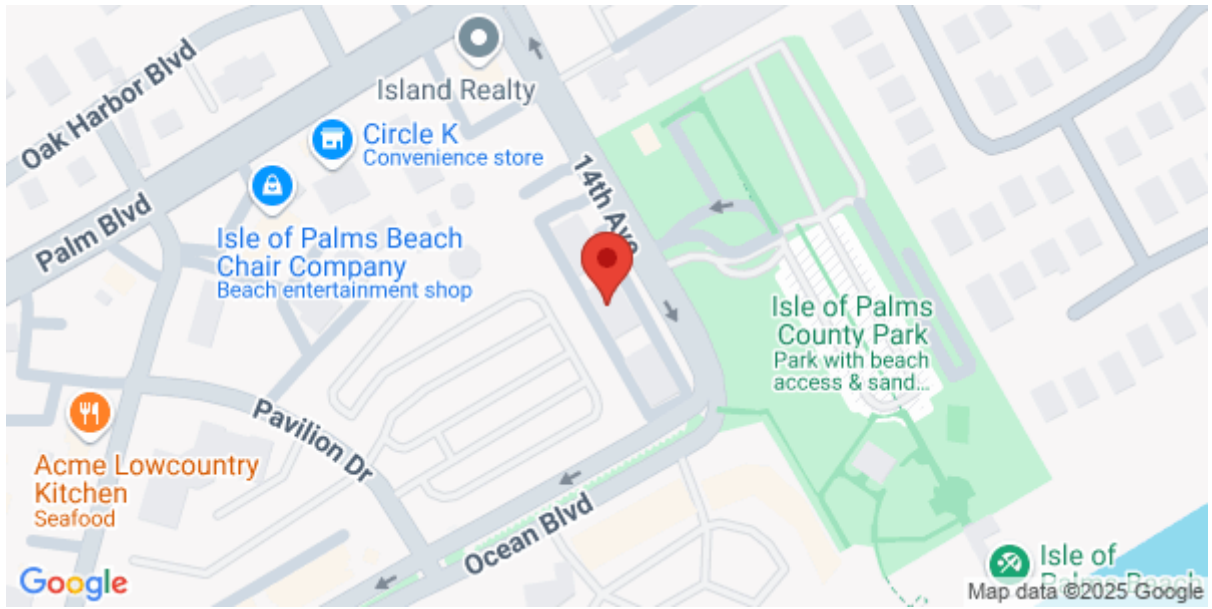 Oak Harbor Blvd
Island Realty
Circle K
Convenience store
14th Ave
Palm Blvd
Isle of Palms Beach
Chair Company
Beach entertainment shop
Isle of Palms
County Park
Park with beach
access & sand...
Pavilion Dr
Acme Lowcountry
Kitchen
Seafood
Ocean Blvd
Isle of
Palms Beach
Google
Map data ©2025 Google